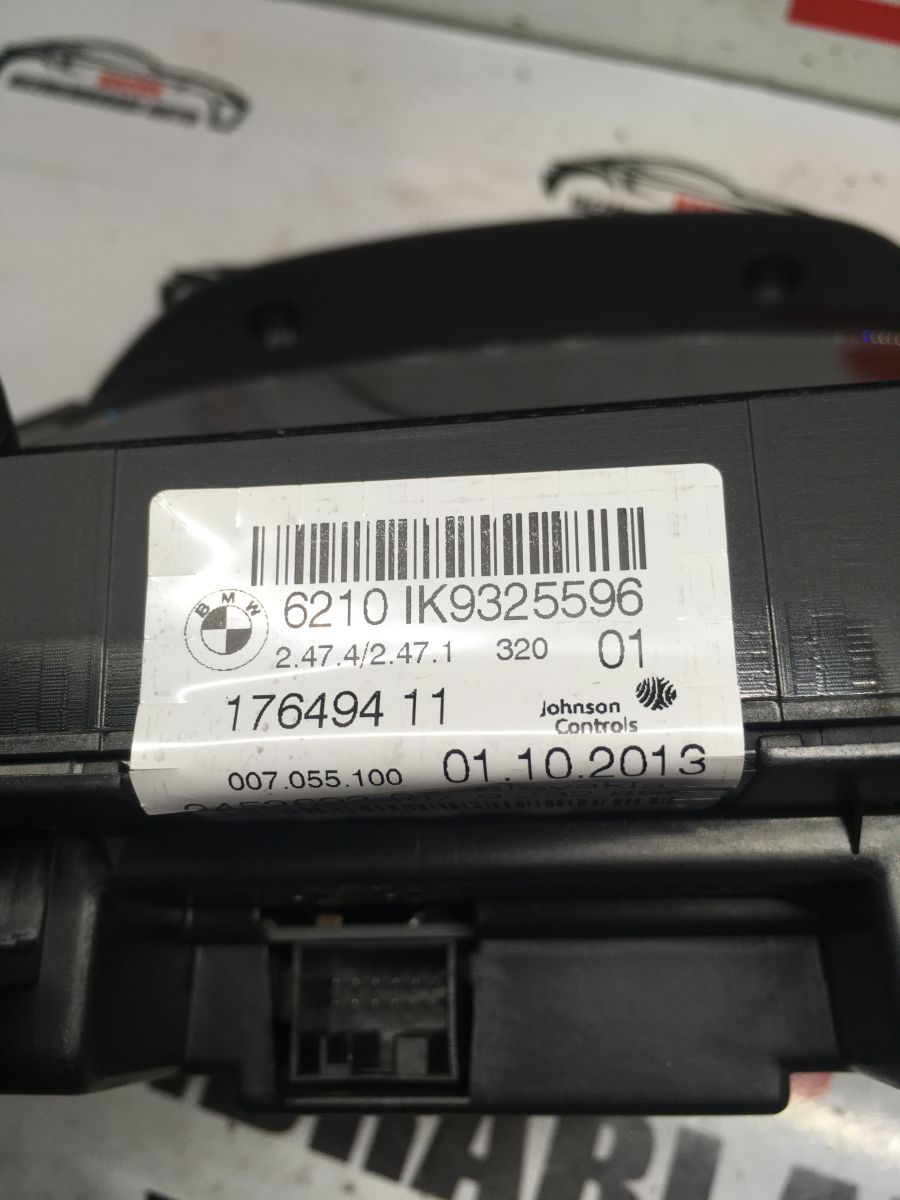 BMW
6210 IK9325596
2.47.4/2.47.1 320 01
176494 11
Johnson
Controls
007.055.100 01.10.2013
Slovakia